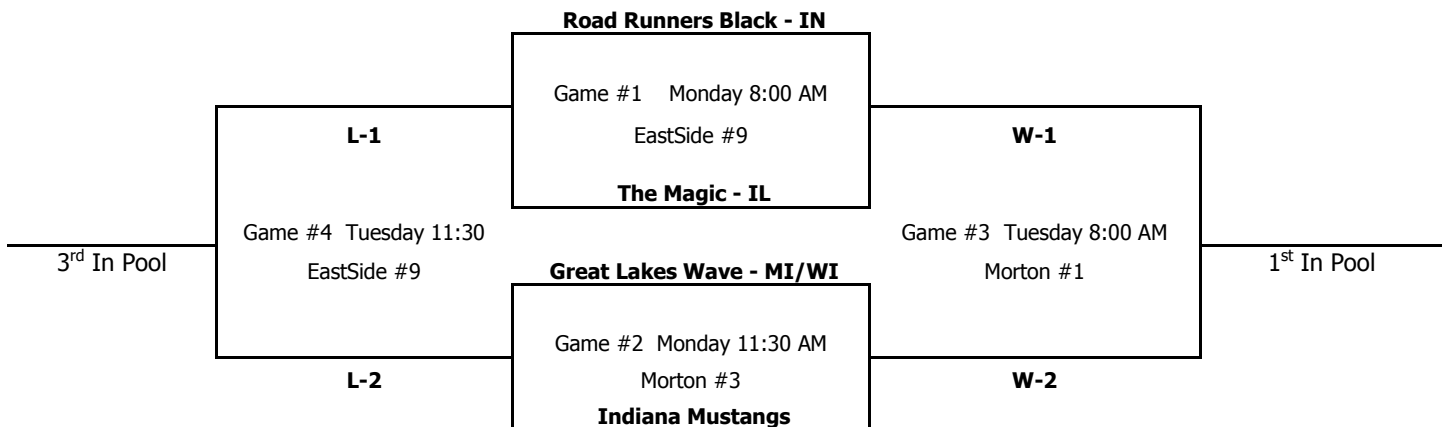 Road Runners Black - IN
Game #1 Monday 8:00 AM
L-1
EastSide #9
W-1
The Magic - IL
Game #4 Tuesday 11:30
Game #3 Tuesday 8:00 AM
3rd In Pool
EastSide #9
Great Lakes Wave - MI/WI
Morton #1
1st In Pool
Game #2 Monday 11:30 AM
L-2
Morton #3
W-2
Indiana Mustangs